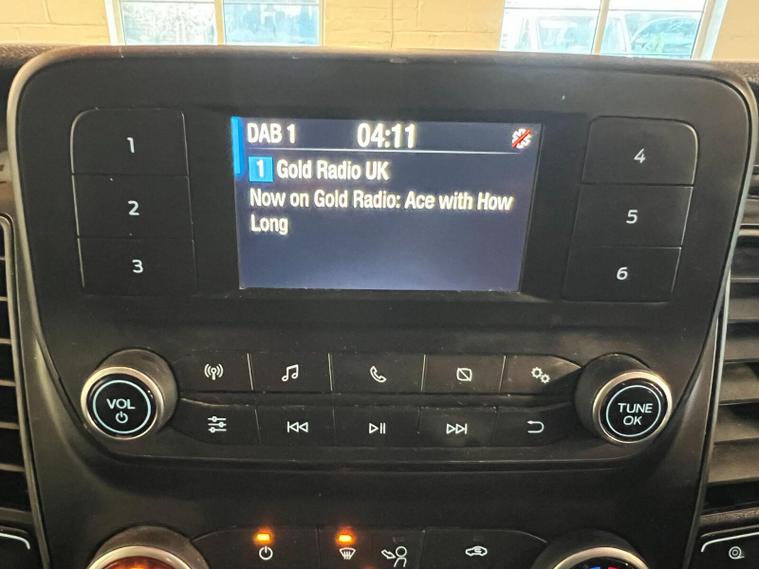 DAB 1 04:11
1 Gold Radio UK
Now on Gold Radio: Ace with How
Long
1
2
3
4
5
6
VOL
TUNE
OK